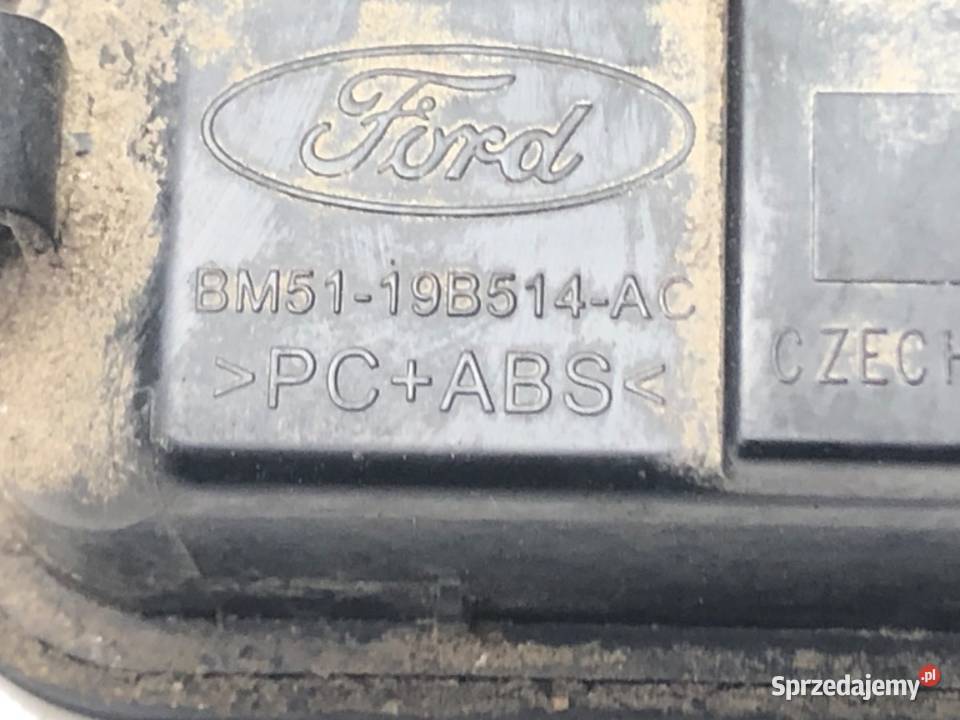 Ford
BM51-19B514-AC
>PC+ABS<
CZECH
Sprzedajemy.pl